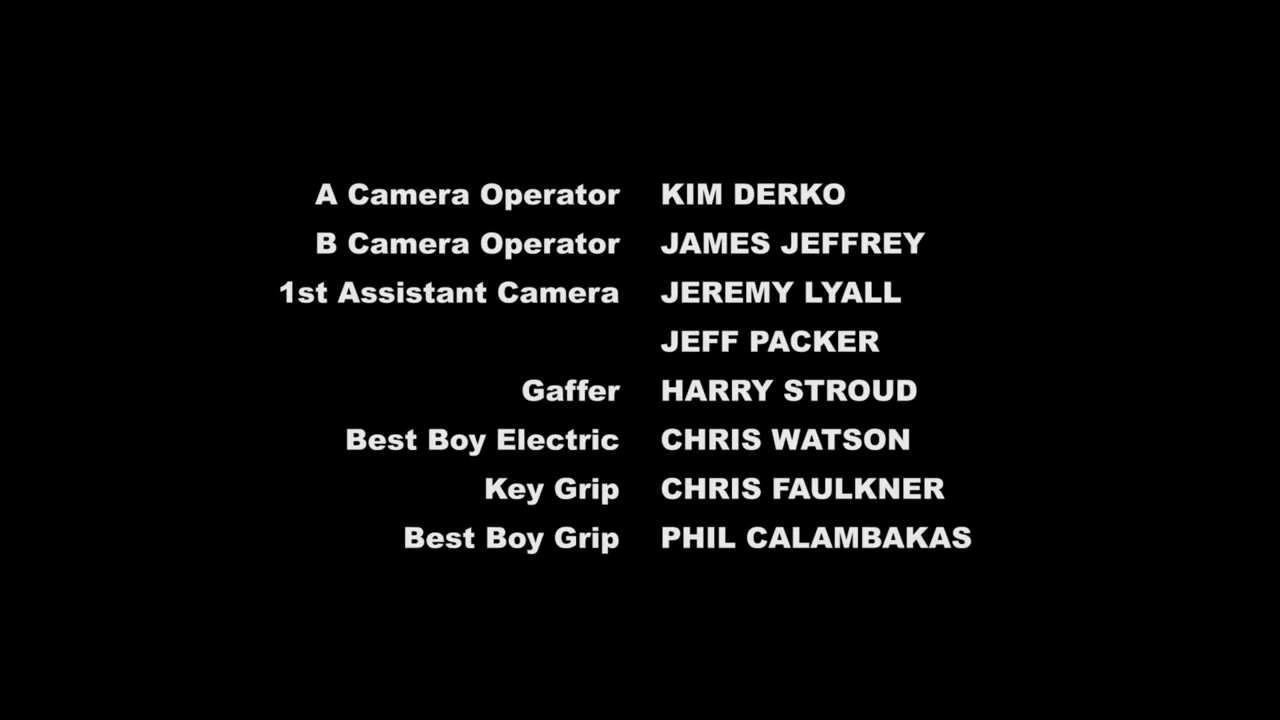 A Camera Operator KIM DERKO
B Camera Operator JAMES JEFFREY
1st Assistant Camera JEREMY LYALL
JEFF PACKER
Gaffer HARRY STROUD
Best Boy Electric CHRIS WATSON
Key Grip CHRIS FAULKNER
Best Boy Grip PHIL CALAMBAKAS